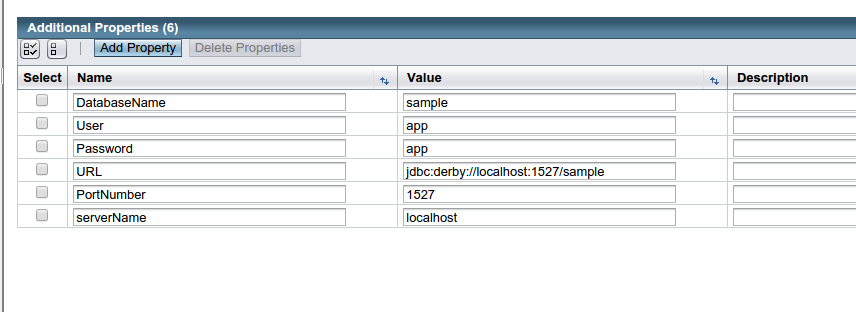 Additional Properties (6)
Add Property Delete Properties
Select Name Value Description
DatabaseName sample
User app
Password app
URL jdbc:derby://localhost:1527/sample
PortNumber 1527
serverName localhost